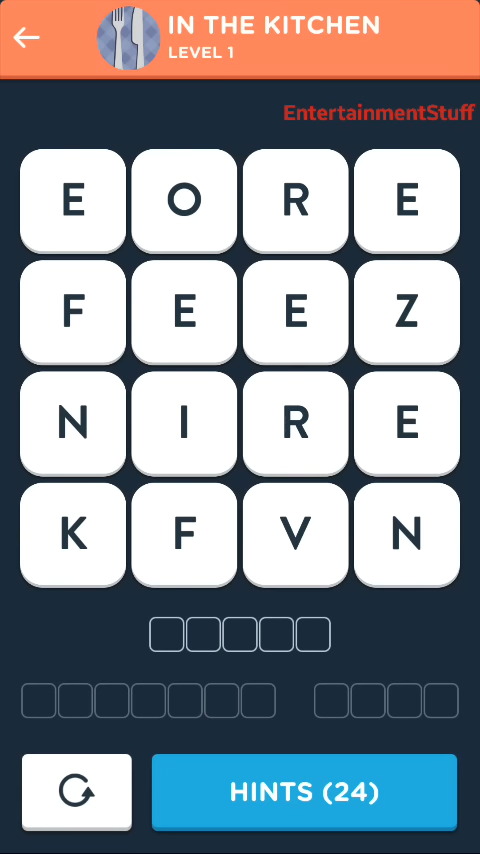 IN THE KITCHEN
LEVEL 1
EntertainmentStuff
E O R E
F E E Z
N I R E
K F V N
HINTS (24)